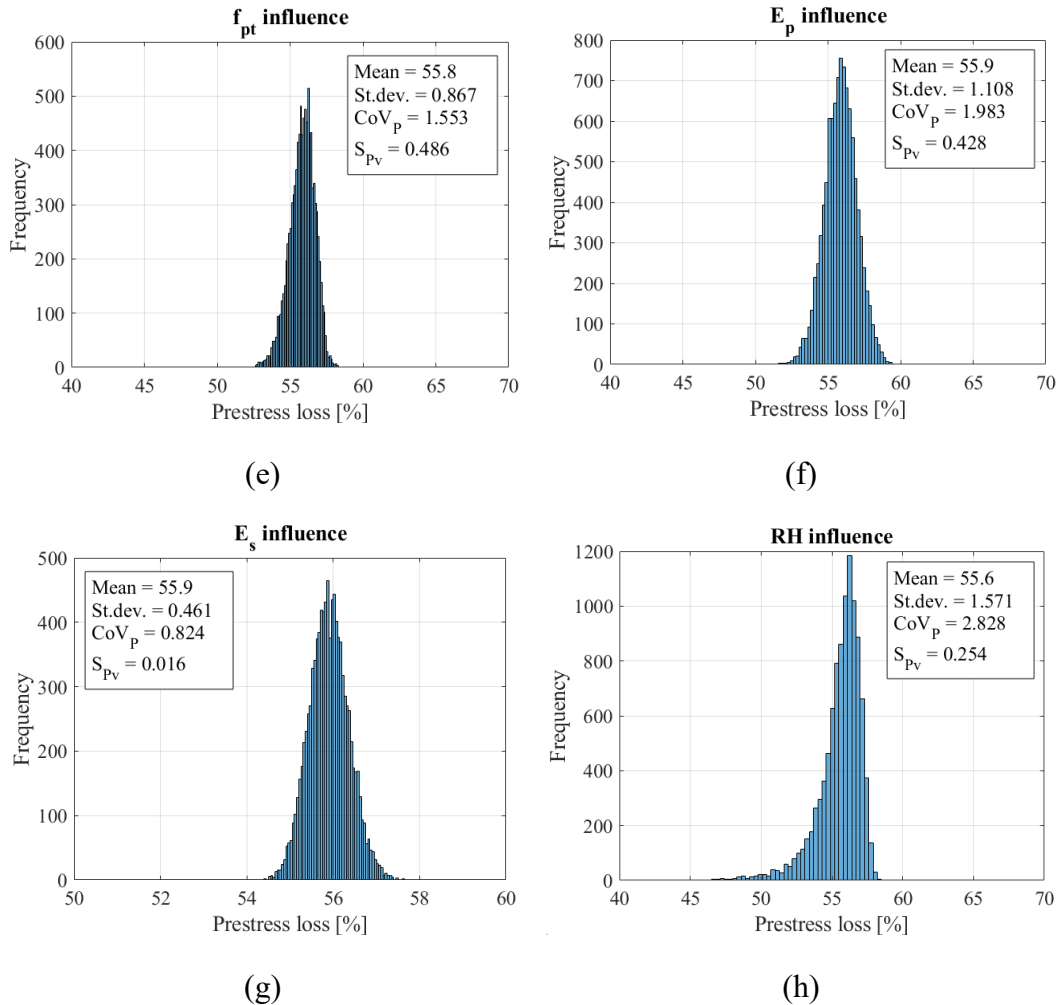 f_pt influence
Mean = 55.8
St.dev. = 0.867
CoV_P = 1.553
S_Pv = 0.486
Frequency
600
500
400
300
200
100
0
40 45 50 55 60 65 70
Prestress loss [%]
(e)
E_p influence
Mean = 55.9
St.dev. = 1.108
CoV_P = 1.983
S_Pv = 0.428
Frequency
800
700
600
500
400
300
200
100
0
40 45 50 55 60 65 70
Prestress loss [%]
(f)
E_s influence
Mean = 55.9
St.dev. = 0.461
CoV_P = 0.824
S_Pv = 0.016
Frequency
500
400
300
200
100
0
50 52 54 56 58 60
Prestress loss [%]
(g)
RH influence
Mean = 55.6
St.dev. = 1.571
CoV_P = 2.828
S_Pv = 0.254
Frequency
1200
1000
800
600
400
200
0
40 45 50 55 60 65 70
Prestress loss [%]
(h)